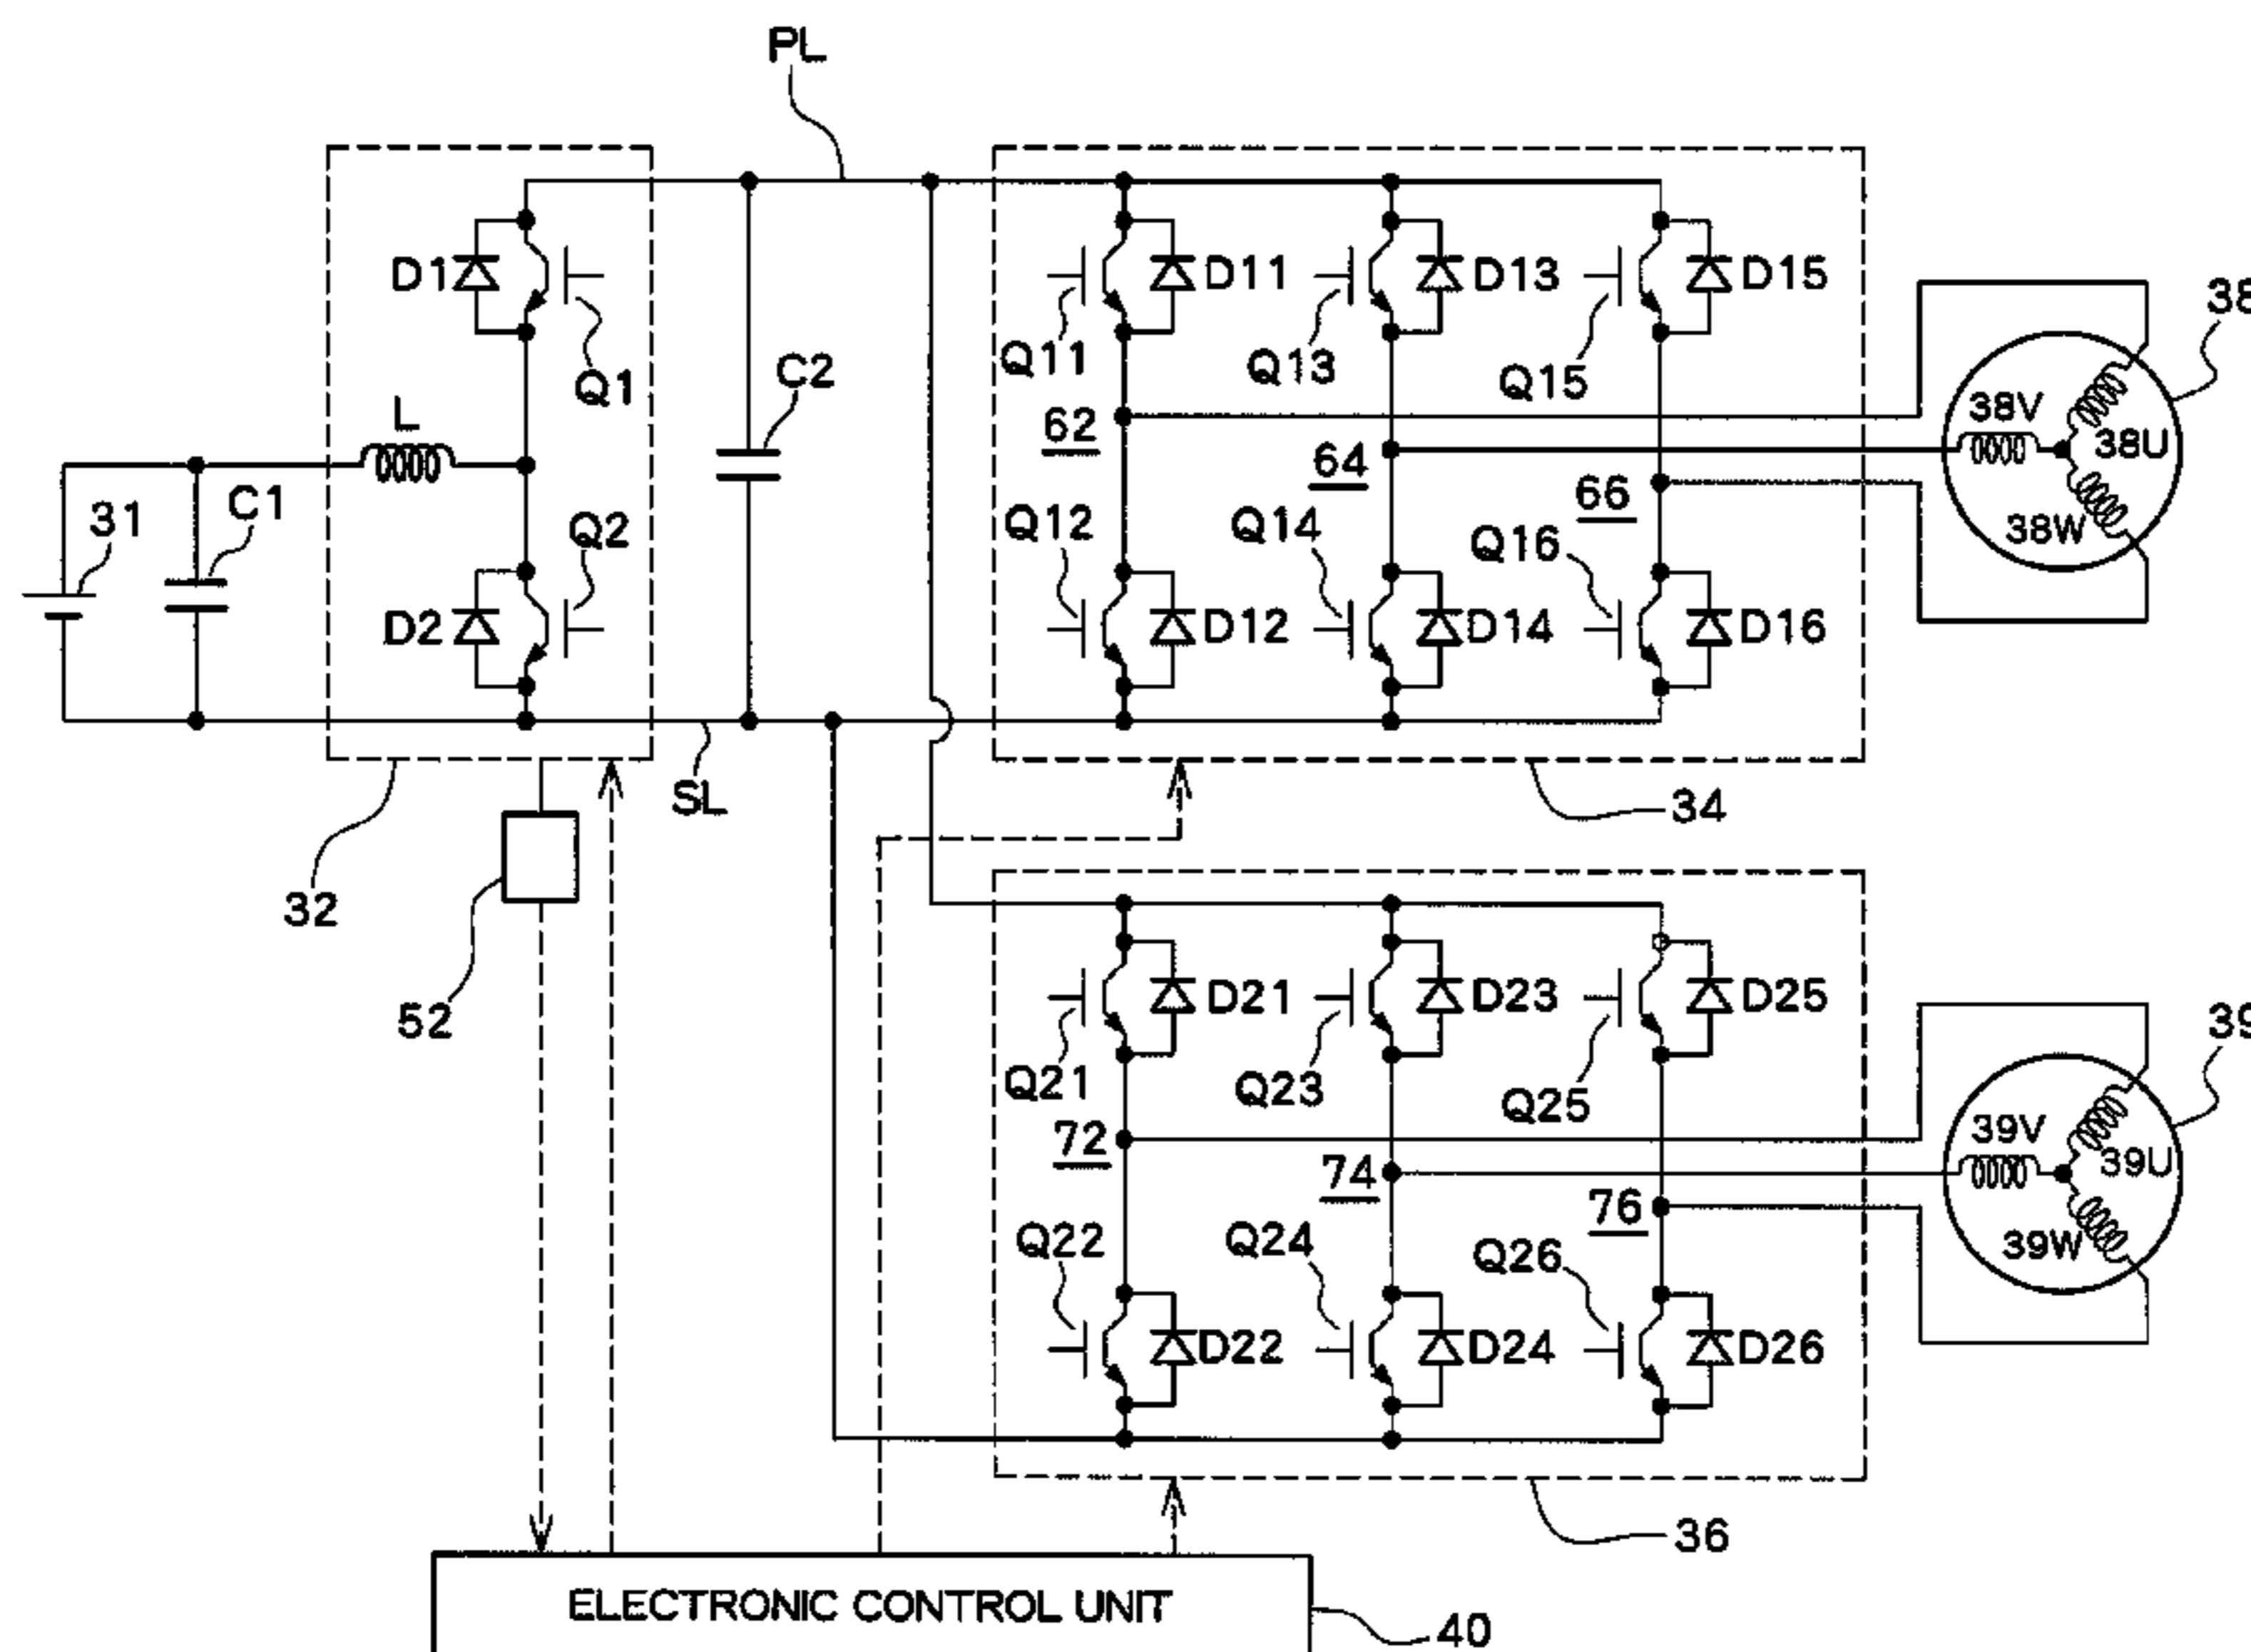 PL
D1
Q1
C2
D11
D13
D15
Q11
Q13
Q15
38
L
62
64
66
38V
38U
38W
31
C1
Q2
Q12
Q14
Q16
D2
D12
D14
D16
SL
34
32
52
D21
D23
D25
39
Q21
Q23
Q25
72
74
76
39V
39U
39W
Q22
Q24
Q26
D22
D24
D26
36
ELECTRONIC CONTROL UNIT
40